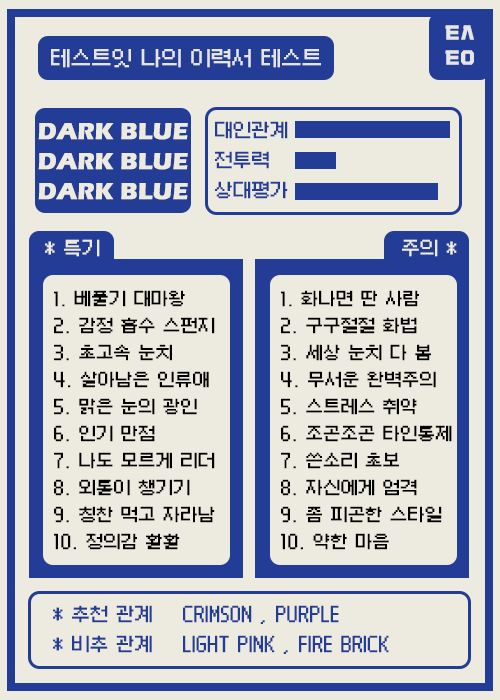 테스트잇 나의 이력서 테스트
ㅌㅅ
ㅌㅇ
DARK BLUE
DARK BLUE
DARK BLUE
대인관계
전투력
상대평가
* 특기
1. 베풀기 대마왕
2. 감정 흡수 스펀지
3. 초고속 눈치
4. 살아남은 인류애
5. 맑은 눈의 광인
6. 인기 만점
7. 나도 모르게 리더
8. 외톨이 챙기기
9. 칭찬 먹고 자라남
10. 정의감 활활
주의 *
1. 화나면 딴 사람
2. 구구절절 화법
3. 세상 눈치 다 봄
4. 무서운 완벽주의
5. 스트레스 취약
6. 조곤조곤 타인통제
7. 쓴소리 초보
8. 자신에게 엄격
9. 좀 피곤한 스타일
10. 약한 마음
* 추천 관계 CRIMSON , PURPLE
* 비추 관계 LIGHT PINK , FIRE BRICK